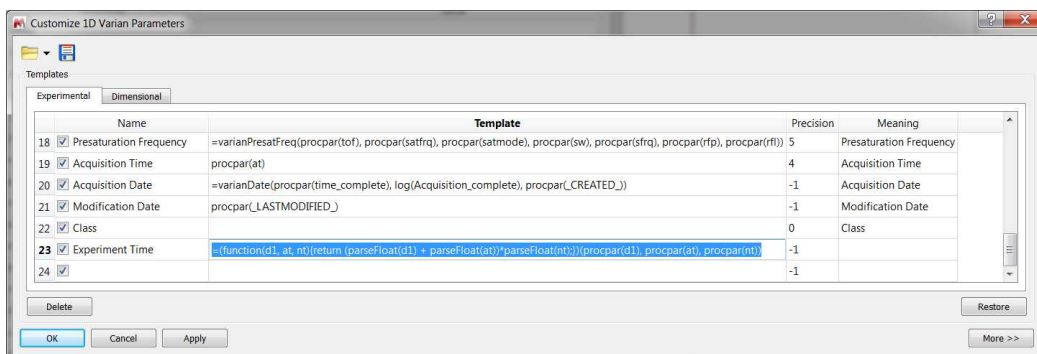 Customize 1D Varian Parameters
Templates
Experimental Dimensional
Name Template Precision Meaning
18 Presaturation Frequency =varianPresatFreq(procpar(tof), procpar(satfrq), procpar(satmode), procpar(sw), procpar(sfrq), procpar(rfp), procpar(rfl)) 5 Presaturation Frequency
19 Acquisition Time procpar(at) 4 Acquisition Time
20 Acquisition Date =varianDate(procpar(time_complete), log(Acquisition_complete), procpar(_CREATED_)) -1 Acquisition Date
21 Modification Date procpar(_LASTMODIFIED_) -1 Modification Date
22 Class 0 Class
23 Experiment Time =(function(d1, at, nt){return (parseFloat(d1) + parseFloat(at))*parseFloat(nt);})(procpar(d1), procpar(at), procpar(nt)) -1
24 -1
Delete Restore
OK Cancel Apply More >>